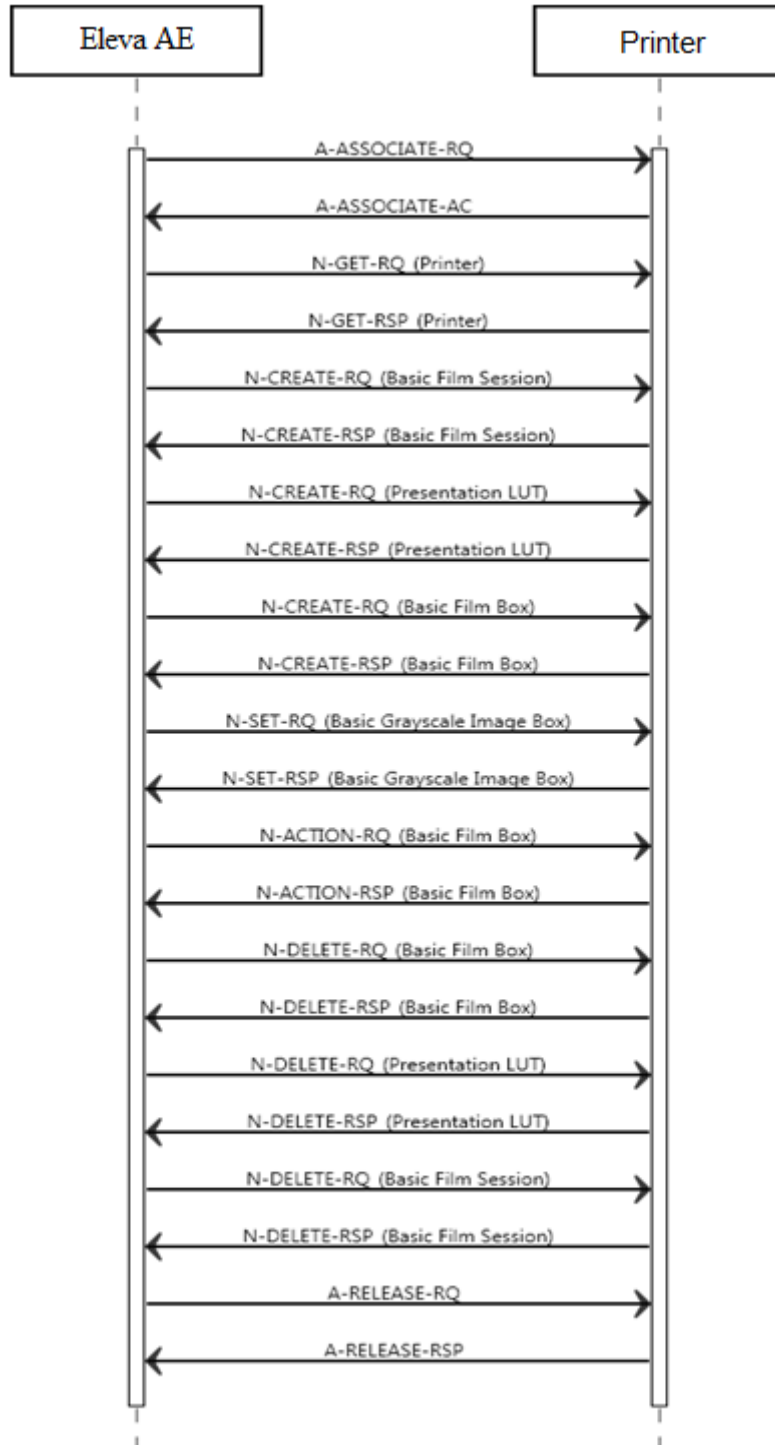 Eleva AE
Printer
A-ASSOCIATE-RQ
A-ASSOCIATE-AC
N-GET-RQ (Printer)
N-GET-RSP (Printer)
N-CREATE-RQ (Basic Film Session)
N-CREATE-RSP (Basic Film Session)
N-CREATE-RQ (Presentation LUT)
N-CREATE-RSP (Presentation LUT)
N-CREATE-RQ (Basic Film Box)
N-CREATE-RSP (Basic Film Box)
N-SET-RQ (Basic Grayscale Image Box)
N-SET-RSP (Basic Grayscale Image Box)
N-ACTION-RQ (Basic Film Box)
N-ACTION-RSP (Basic Film Box)
N-DELETE-RQ (Basic Film Box)
N-DELETE-RSP (Basic Film Box)
N-DELETE-RQ (Presentation LUT)
N-DELETE-RSP (Presentation LUT)
N-DELETE-RQ (Basic Film Session)
N-DELETE-RSP (Basic Film Session)
A-RELEASE-RQ
A-RELEASE-RSP